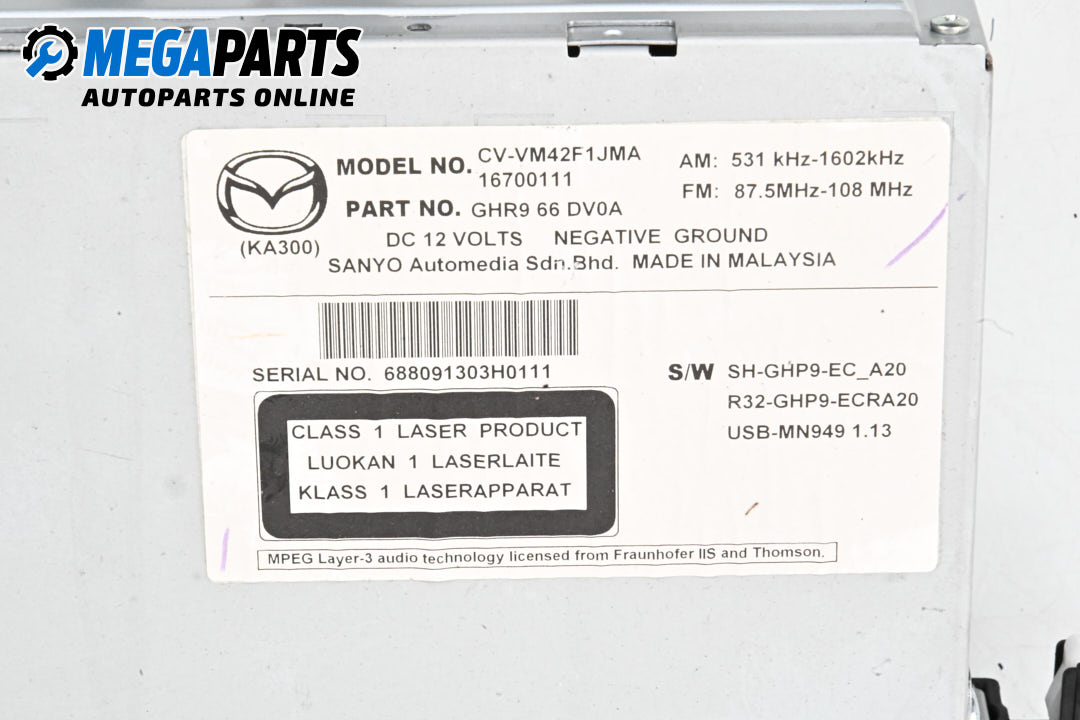 MEGAPARTS
AUTOPARTS ONLINE
MODEL NO. CV-VM42F1JMA
16700111
AM: 531 kHz-1602kHz
FM: 87.5MHz-108 MHz
PART NO. GHR9 66 DV0A
(KA300)
DC 12 VOLTS NEGATIVE GROUND
SANYO Automedia Sdn.Bhd. MADE IN MALAYSIA
SERIAL NO. 688091303H0111
S/W SH-GHP9-EC_A20
R32-GHP9-ECRA20
USB-MN949 1.13
CLASS 1 LASER PRODUCT
LUOKAN 1 LASERLAITE
KLASS 1 LASERAPPARAT
MPEG Layer-3 audio technology licensed from Fraunhofer IIS and Thomson.